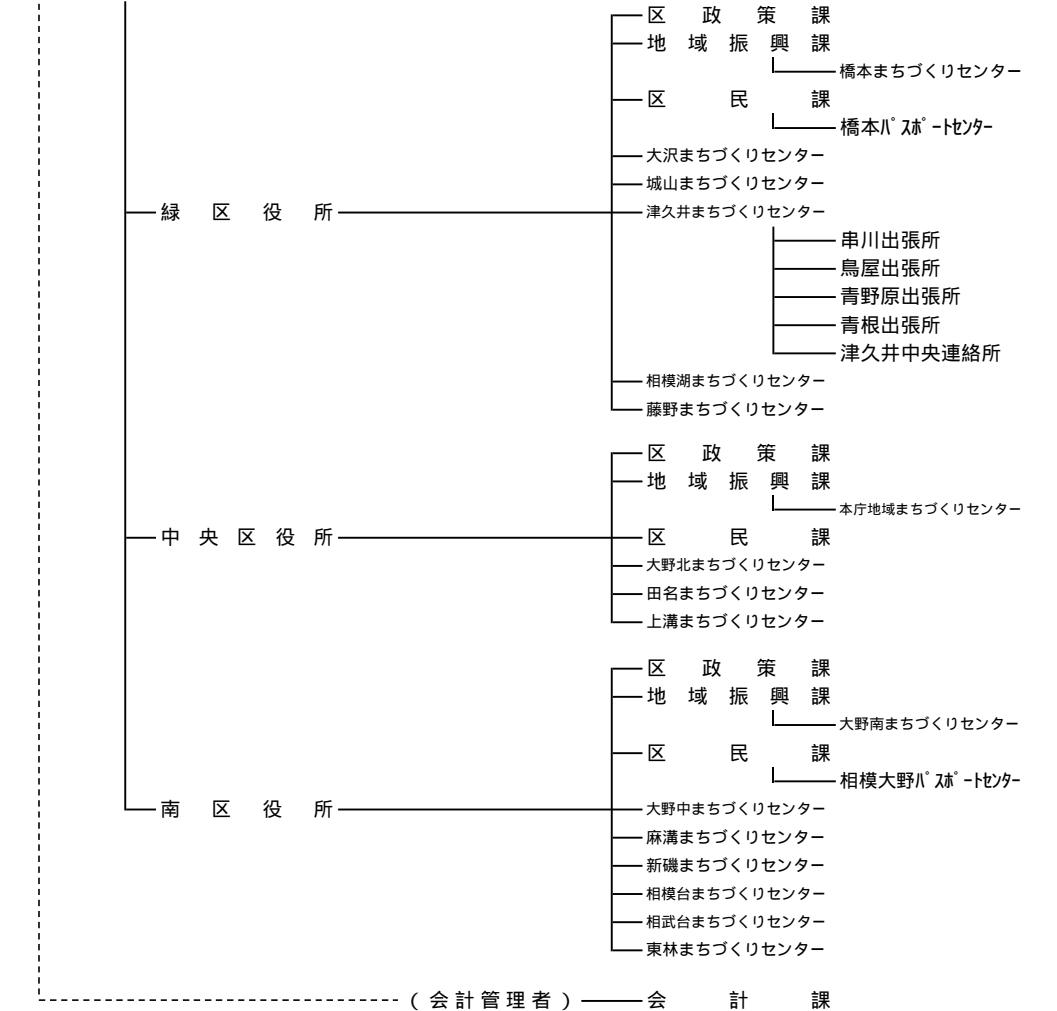 区政策課
地域振興課
橋本まちづくりセンター
区民課
橋本ﾊﾟｽﾎﾟｰﾄｾﾝﾀｰ
大沢まちづくりセンター
城山まちづくりセンター
緑区役所
津久井まちづくりセンター
串川出張所
鳥屋出張所
青野原出張所
青根出張所
津久井中央連絡所
相模湖まちづくりセンター
藤野まちづくりセンター
区政策課
地域振興課
本庁地域まちづくりセンター
中央区役所
区民課
大野北まちづくりセンター
田名まちづくりセンター
上溝まちづくりセンター
区政策課
地域振興課
大野南まちづくりセンター
区民課
相模大野ﾊﾟｽﾎﾟｰﾄｾﾝﾀｰ
南区役所
大野中まちづくりセンター
麻溝まちづくりセンター
新磯まちづくりセンター
相模台まちづくりセンター
相武台まちづくりセンター
東林まちづくりセンター
(会計管理者)
会計課